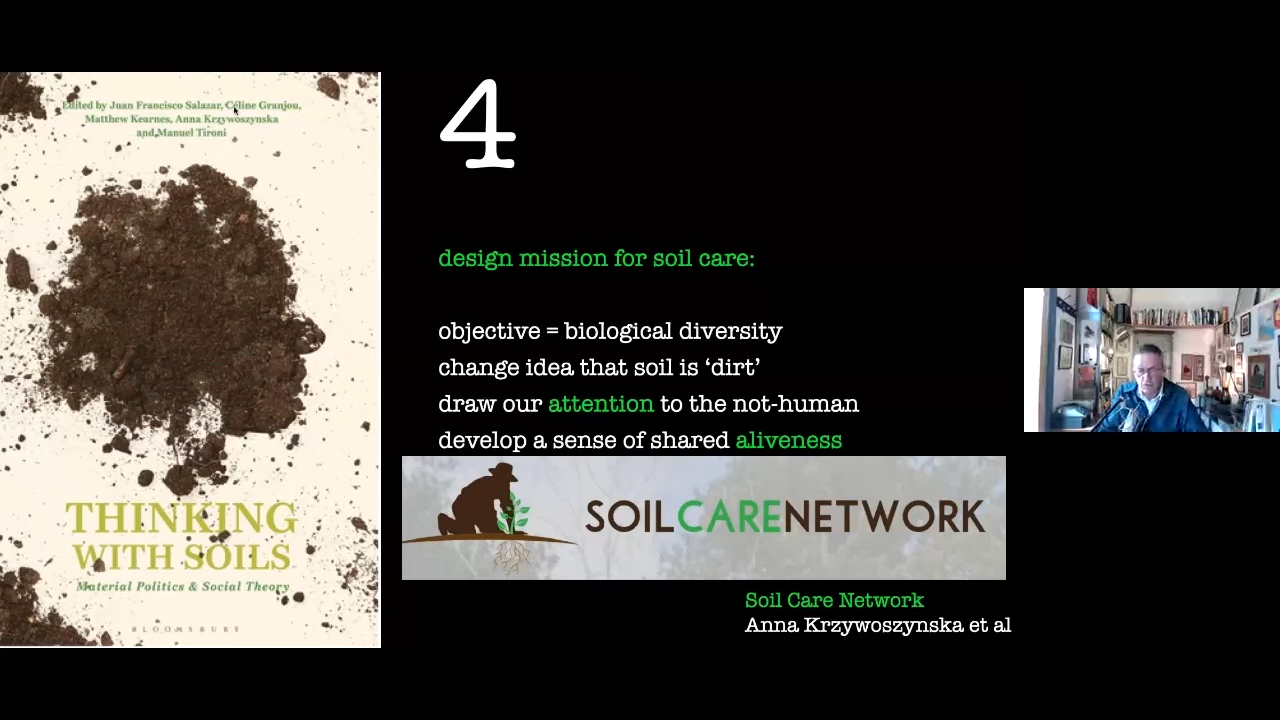 Edited by Juan Francisco Salazar, Céline Granjou,
Matthew Kearnes, Anna Krzywoszynska
and Manuel Tironi
THINKING
WITH SOILS
Material Politics & Social Theory
BLOOMSBURY
4
design mission for soil care:
objective = biological diversity
change idea that soil is ‘dirt’
draw our attention to the not-human
develop a sense of shared aliveness
SOILCARENETWORK
Soil Care Network
Anna Krzywoszynska et al